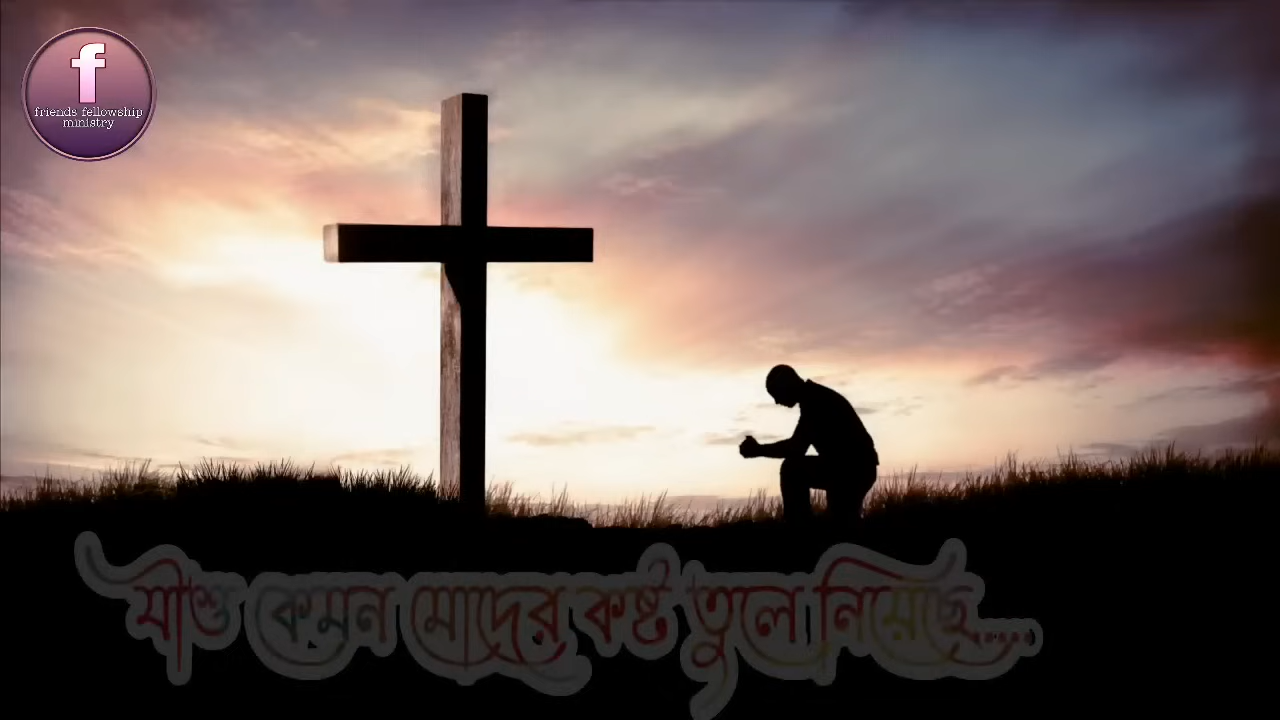 f
friends fellowship
ministry
যীশু কেমন মোদের কষ্ট তুলে নিয়েছে.....